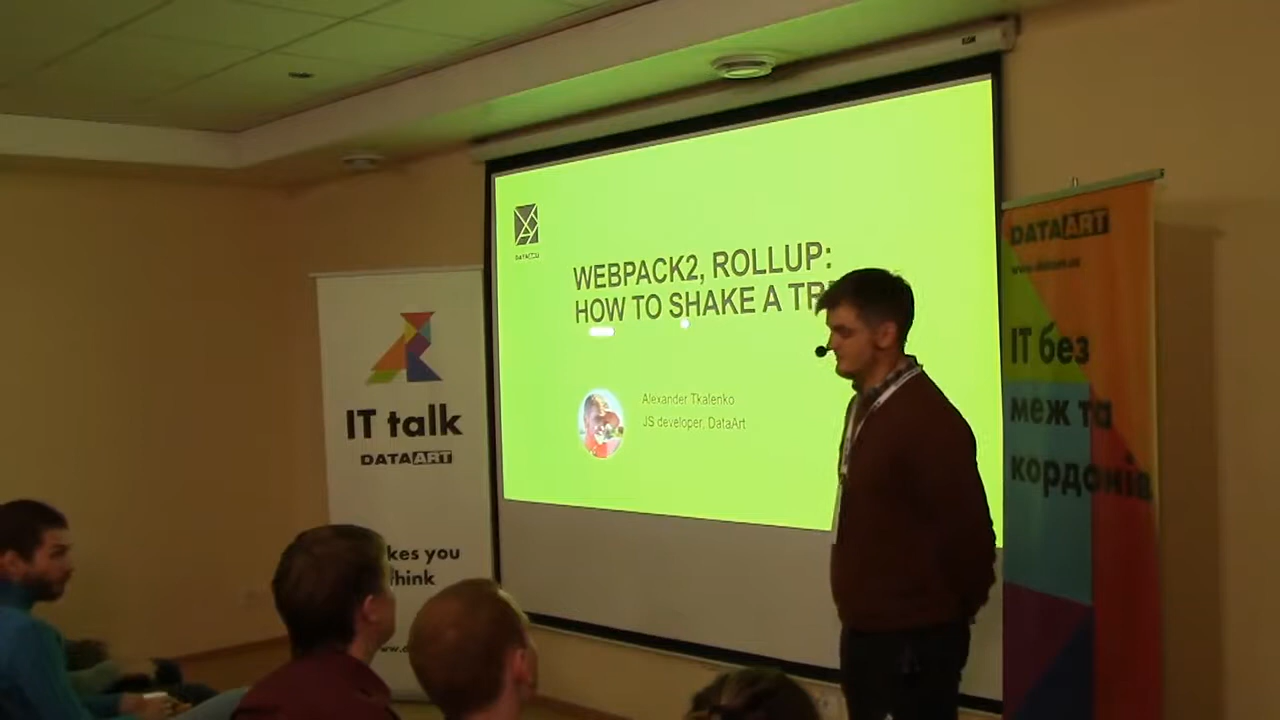 WEBPACK2, ROLLUP:
HOW TO SHAKE A TR
Alexander Tkalenko
JS developer, DataArt
IT talk
DATAART
kes you
think
DATAART
IT без
меж та
кордонів